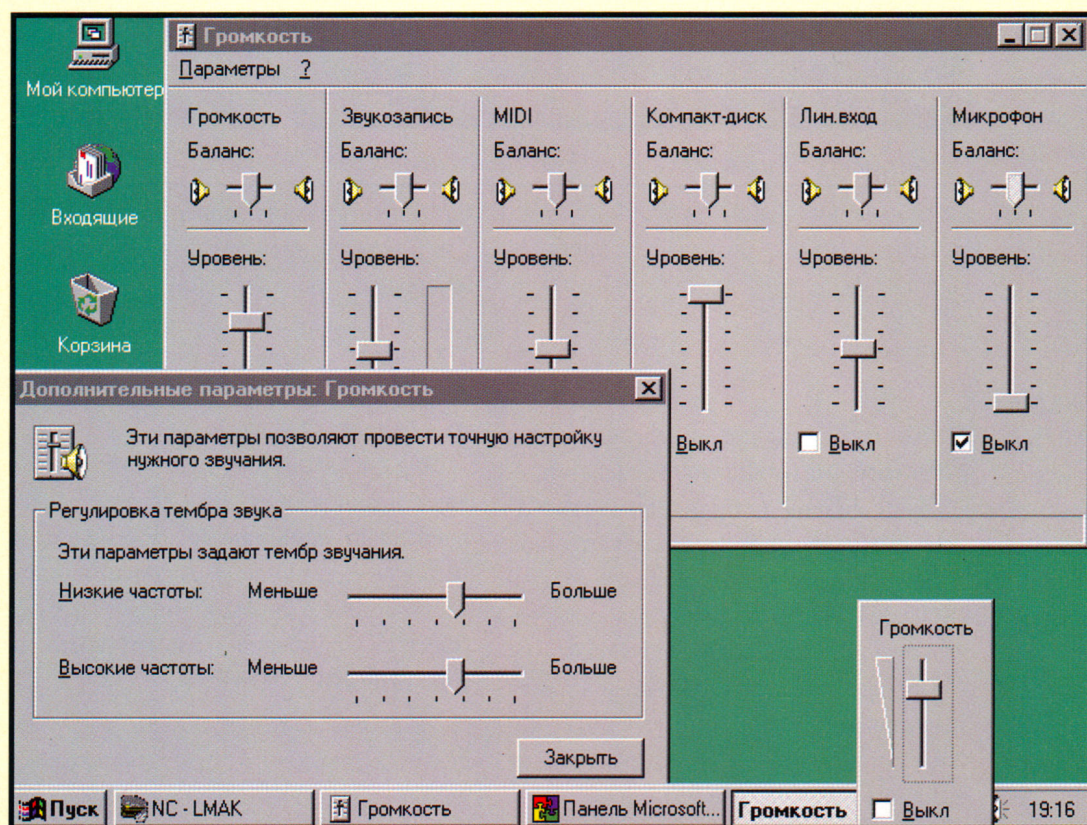 Мой компьютер
Входящие
Корзина
Громкость
Параметры ?
Громкость Звукозапись MIDI Компакт-диск Лин.вход Микрофон
Баланс: Баланс: Баланс: Баланс: Баланс: Баланс:
Уровень: Уровень: Уровень: Уровень: Уровень: Уровень:
Выкл Выкл Выкл
Дополнительные параметры: Громкость
Эти параметры позволяют провести точную настройку
нужного звучания.
Регулировка тембра звука
Эти параметры задают тембр звучания.
Низкие частоты: Меньше Больше
Высокие частоты: Меньше Больше
Закрыть
Громкость
Выкл
Пуск NC - LMAK Громкость Панель Microsoft... Громкость 19:16